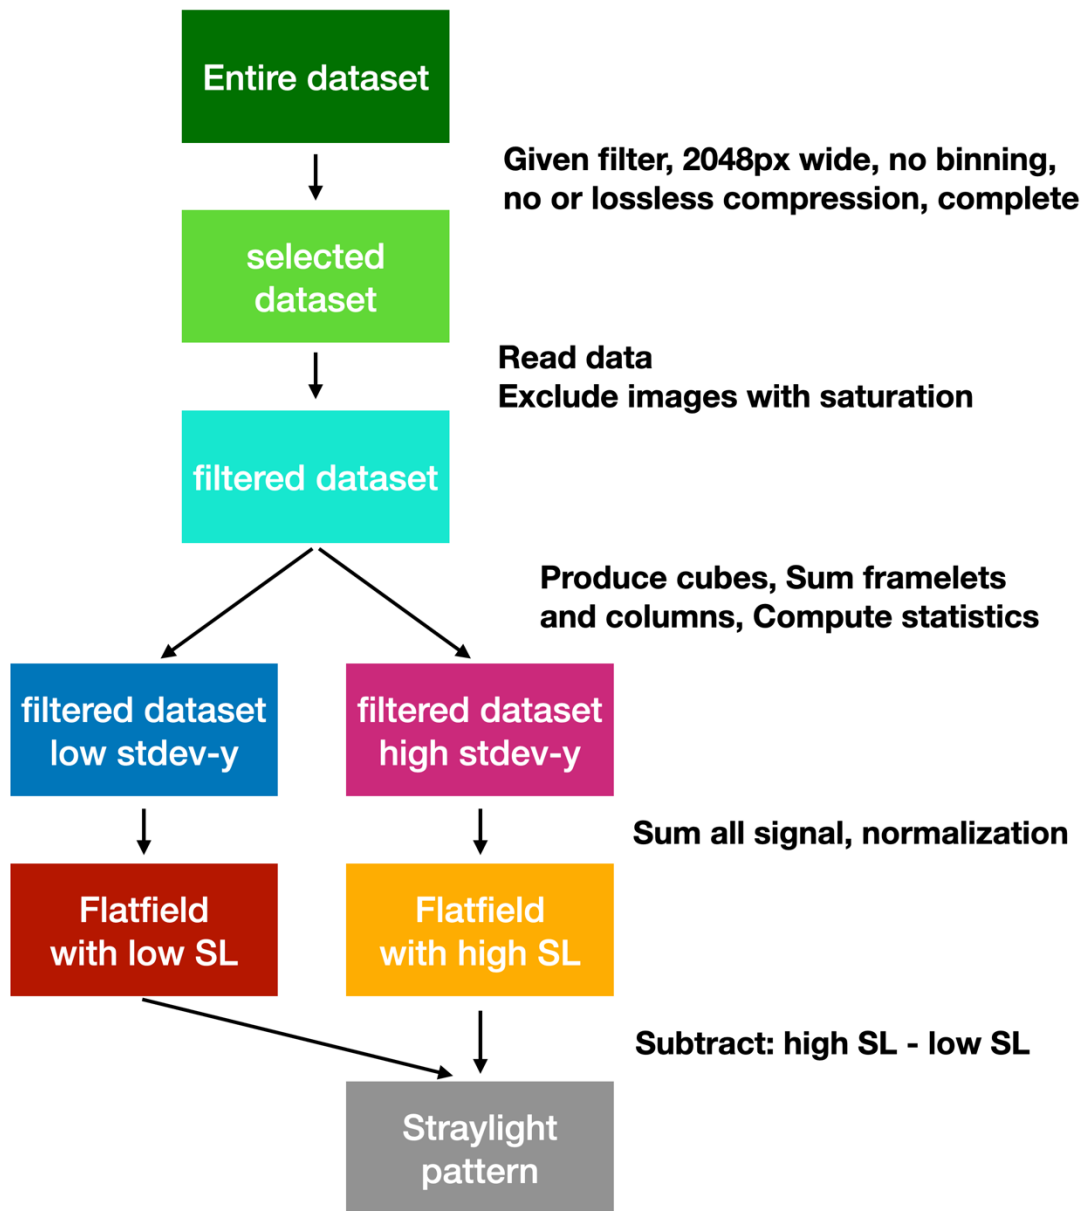 Entire dataset
Given filter, 2048px wide, no binning,
no or lossless compression, complete
selected
dataset
Read data
Exclude images with saturation
filtered dataset
Produce cubes, Sum framelets
and columns, Compute statistics
filtered dataset
low stdev-y
filtered dataset
high stdev-y
Sum all signal, normalization
Flatfield
with low SL
Flatfield
with high SL
Subtract: high SL - low SL
Straylight
pattern